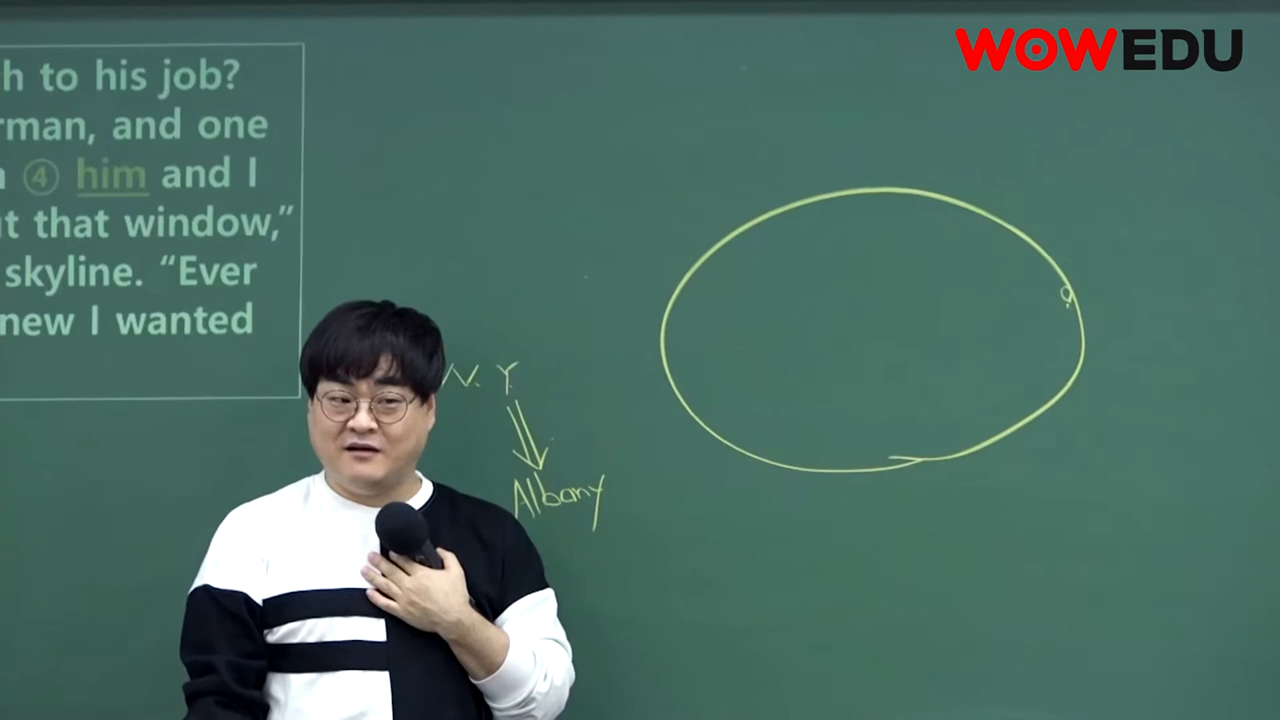 WOWEDU
h to his job?
rman, and one
④ him and I
t that window,”
skyline. “Ever
new I wanted
N. Y.
Albany